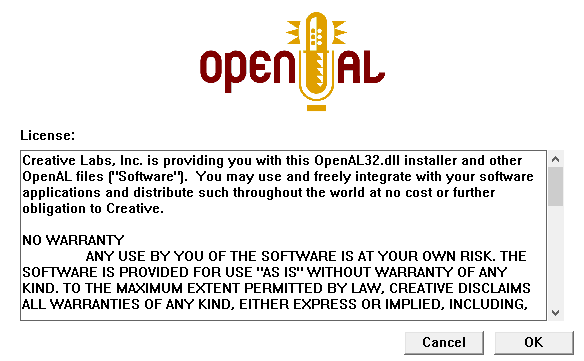 OPEN AL
License:
Creative Labs, Inc. is providing you with this OpenAL32.dll installer and other
OpenAL files ("Software").  You may use and freely integrate with your software
applications and distribute such throughout the world at no cost or further
obligation to Creative.
NO WARRANTY
ANY USE BY YOU OF THE SOFTWARE IS AT YOUR OWN RISK. THE
SOFTWARE IS PROVIDED FOR USE "AS IS" WITHOUT WARRANTY OF ANY
KIND. TO THE MAXIMUM EXTENT PERMITTED BY LAW, CREATIVE DISCLAIMS
ALL WARRANTIES OF ANY KIND, EITHER EXPRESS OR IMPLIED, INCLUDING,
Cancel OK